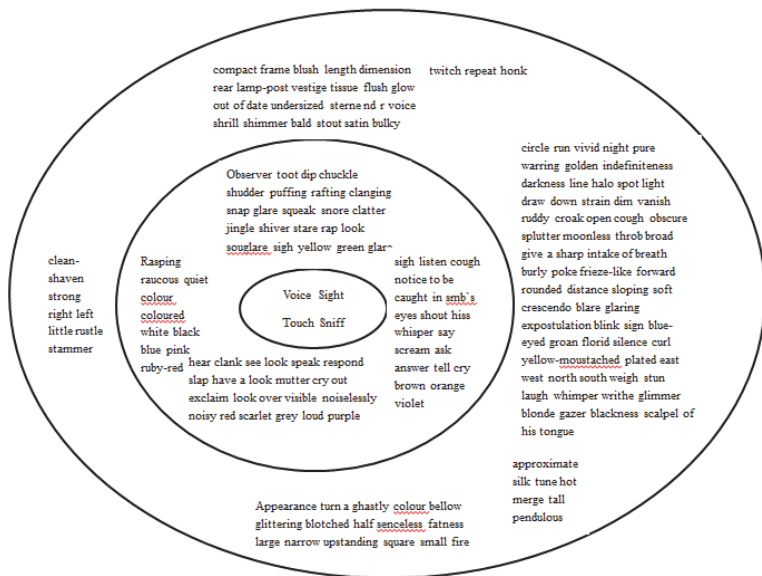 compact frame blush length dimension
rear lamp-post vestige tissue flush glow
out of date undersized sterne nd r voice
shrill shimmer bald stout satin bulky
twitch repeat honk
circle run vivid night pure
warring golden indefiniteness
darkness line halo spot light
draw down strain dim vanish
ruddy croak open cough obscure
splutter moonless throb broad
give a sharp intake of breath
burly poke frieze-like forward
rounded distance sloping soft
crescendo blare glaring
expostulation blink sign blue-
eyed groan florid silence curl
yellow-moustached plated east
west north south weigh stun
laugh whimper writhe glimmer
blonde gazer blackness scalpel of
his tongue
Observer toot dip chuckle
shudder puffing rafting clanging
snap glare squeak snore clatter
jingle shiver stare rap look
souglare sigh yellow green glare
clean-
shaven
strong
right left
little rustle
stammer
Rasping
raucous quiet
colour
coloured
white black
blue pink
ruby-red
Voice Sight
Touch Sniff
sigh listen cough
notice to be
caught in smb`s
eyes shout hiss
whisper say
scream ask
answer tell cry
brown orange
violet
hear clank see look speak respond
slap have a look mutter cry out
exclaim look over visible noiselessly
noisy red scarlet grey loud purple
approximate
silk tune hot
merge tall
pendulous
Appearance turn a ghastly colour bellow
glittering blotched half senceless fatness
large narrow upstanding square small fire